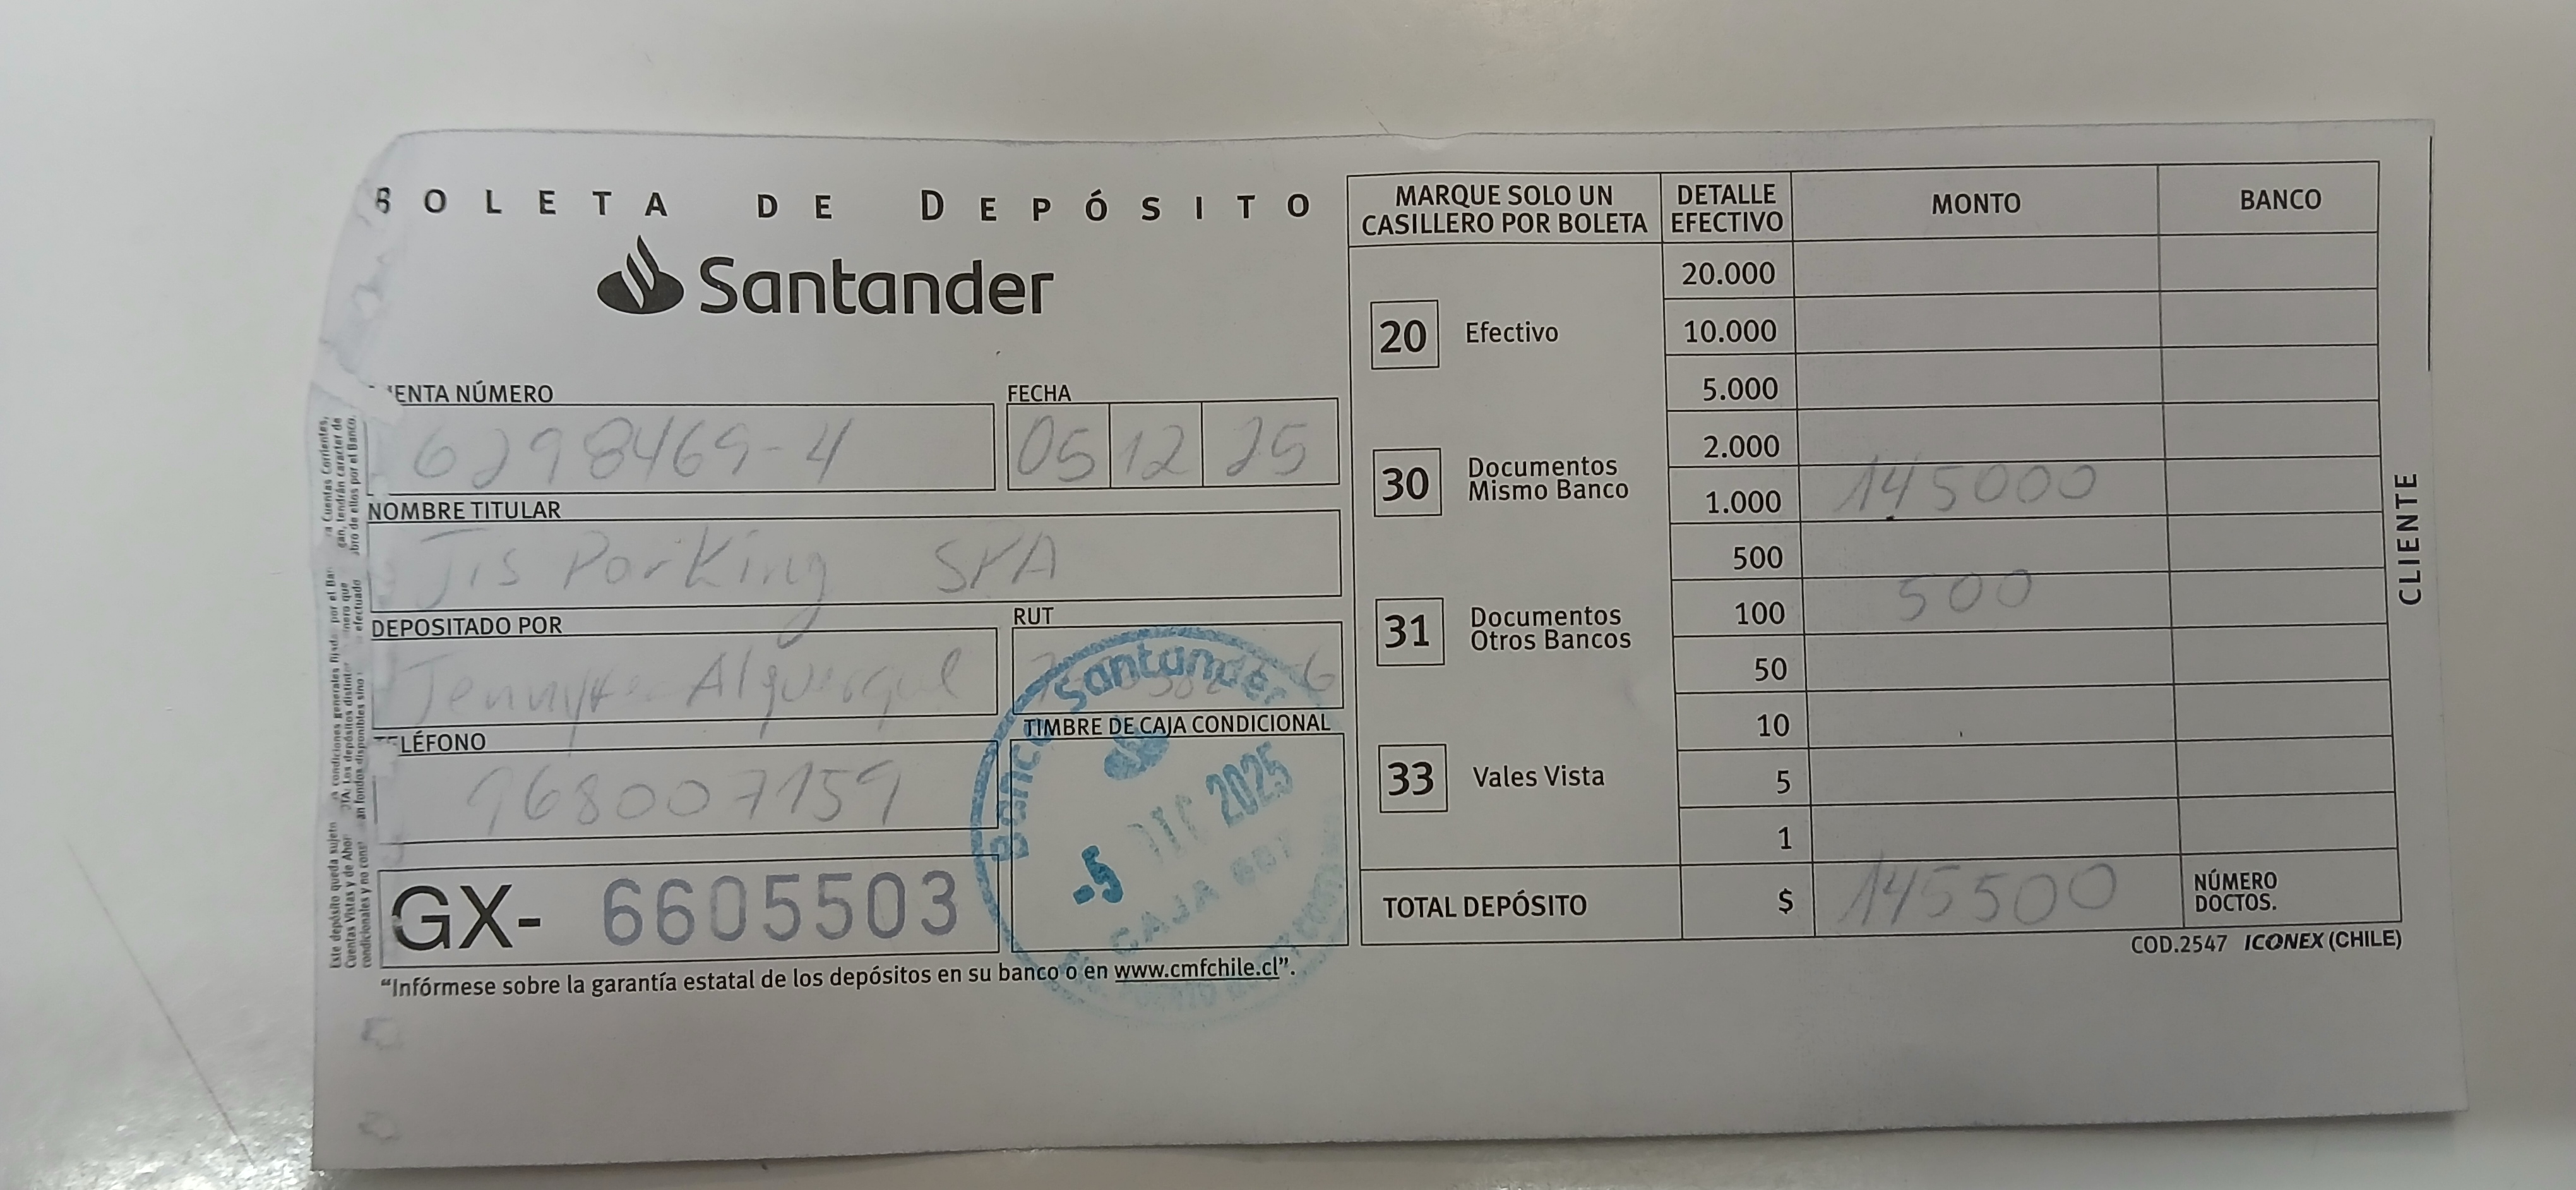 BOLETA DE DEPÓSITO
Santander
ENTA NÚMERO
6298469-4
FECHA
05 12 25
NOMBRE TITULAR
Jis Parking SPA
DEPOSITADO POR
RUT
TELÉFONO
968007159
TIMBRE DE CAJA CONDICIONAL
Banco Santander
-5 DIC 2025
CAJA
GX- 6605503
"Infórmese sobre la garantía estatal de los depósitos en su banco o en www.cmfchile.cl".
MARQUE SOLO UN
CASILLERO POR BOLETA
20 Efectivo
30 Documentos
Mismo Banco
31 Documentos
Otros Bancos
33 Vales Vista
DETALLE
EFECTIVO
MONTO
BANCO
20.000
10.000
5.000
2.000
1.000 145000
500
100 500
50
10
5
1
TOTAL DEPÓSITO $ 145500
NÚMERO
DOCTOS.
COD.2547 ICONEX (CHILE)
CLIENTE